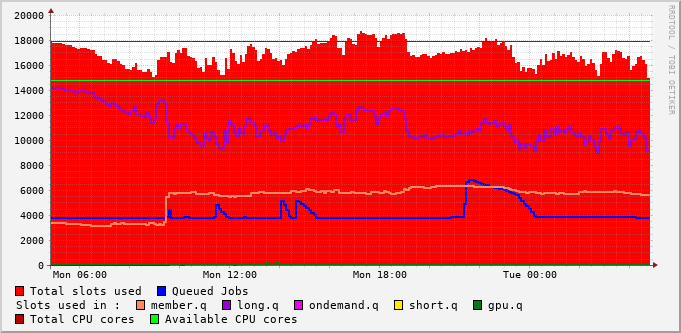 20000
18000
16000
14000
12000
10000
8000
6000
4000
2000
0
Mon 06:00 Mon 12:00 Mon 18:00 Tue 00:00
RRDTOOL / TOBI OETIKER
Total slots used Queued Jobs
Slots used in : member.q long.q ondemand.q short.q gpu.q
Total CPU cores Available CPU cores